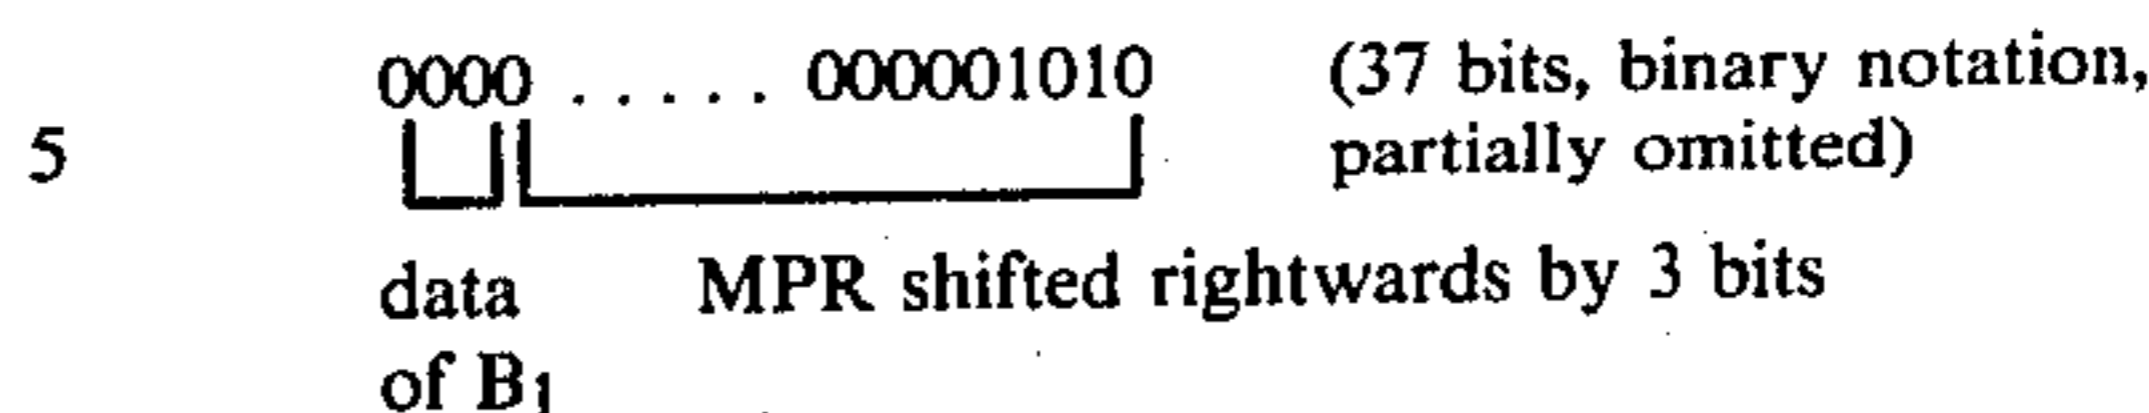 0000 ..... 000001010 (37 bits, binary notation,
5 partially omitted)
data MPR shifted rightwards by 3 bits
of B1